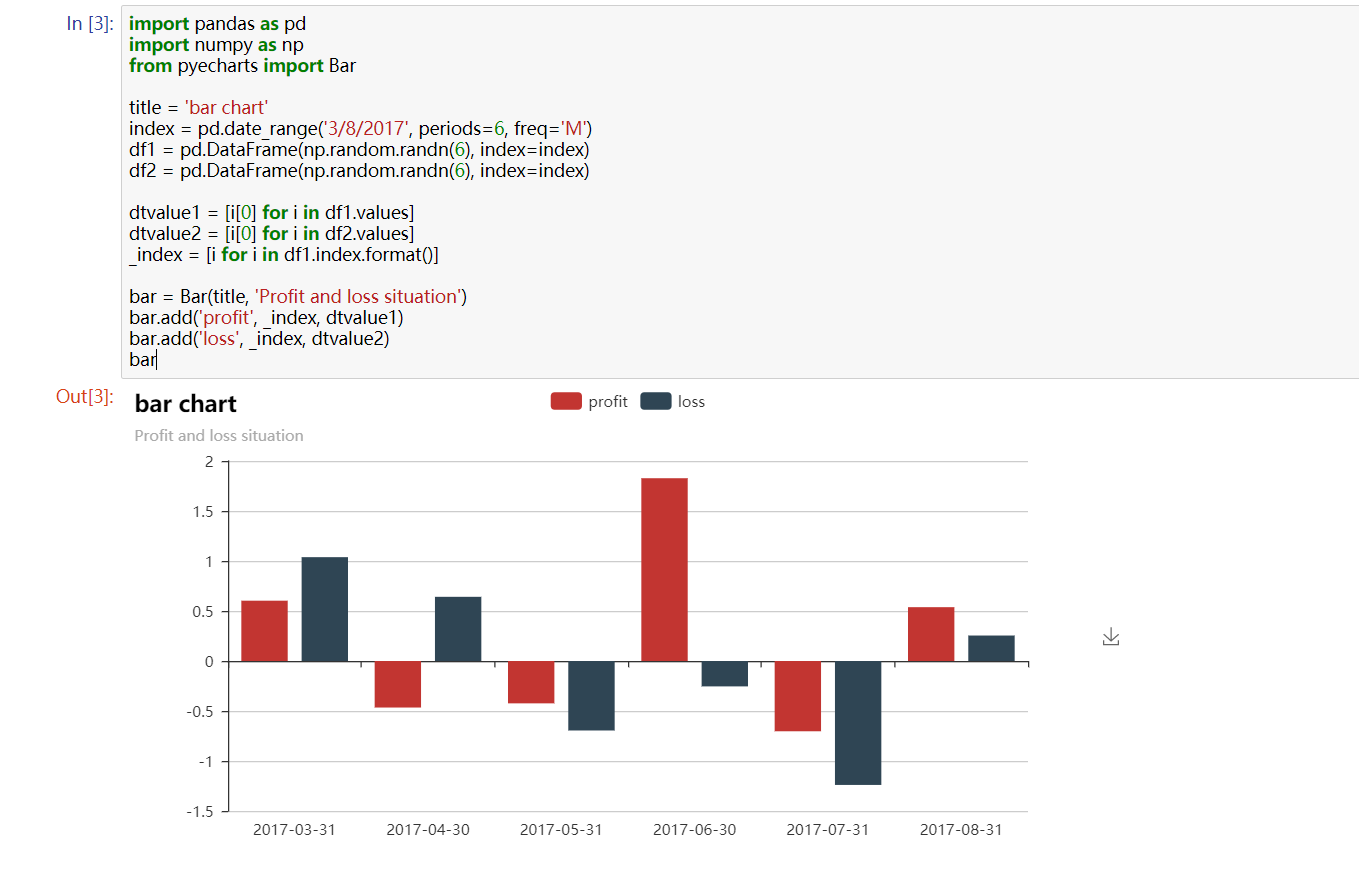 In [3]:
import pandas as pd
import numpy as np
from pyecharts import Bar
title = 'bar chart'
index = pd.date_range('3/8/2017', periods=6, freq='M')
df1 = pd.DataFrame(np.random.randn(6), index=index)
df2 = pd.DataFrame(np.random.randn(6), index=index)
dtvalue1 = [i[0] for i in df1.values]
dtvalue2 = [i[0] for i in df2.values]
_index = [i for i in df1.index.format()]
bar = Bar(title, 'Profit and loss situation')
bar.add('profit', _index, dtvalue1)
bar.add('loss', _index, dtvalue2)
bar
Out[3]:
bar chart
profit loss
Profit and loss situation
2
1.5
1
0.5
0
-0.5
-1
-1.5
2017-03-31 2017-04-30 2017-05-31 2017-06-30 2017-07-31 2017-08-31